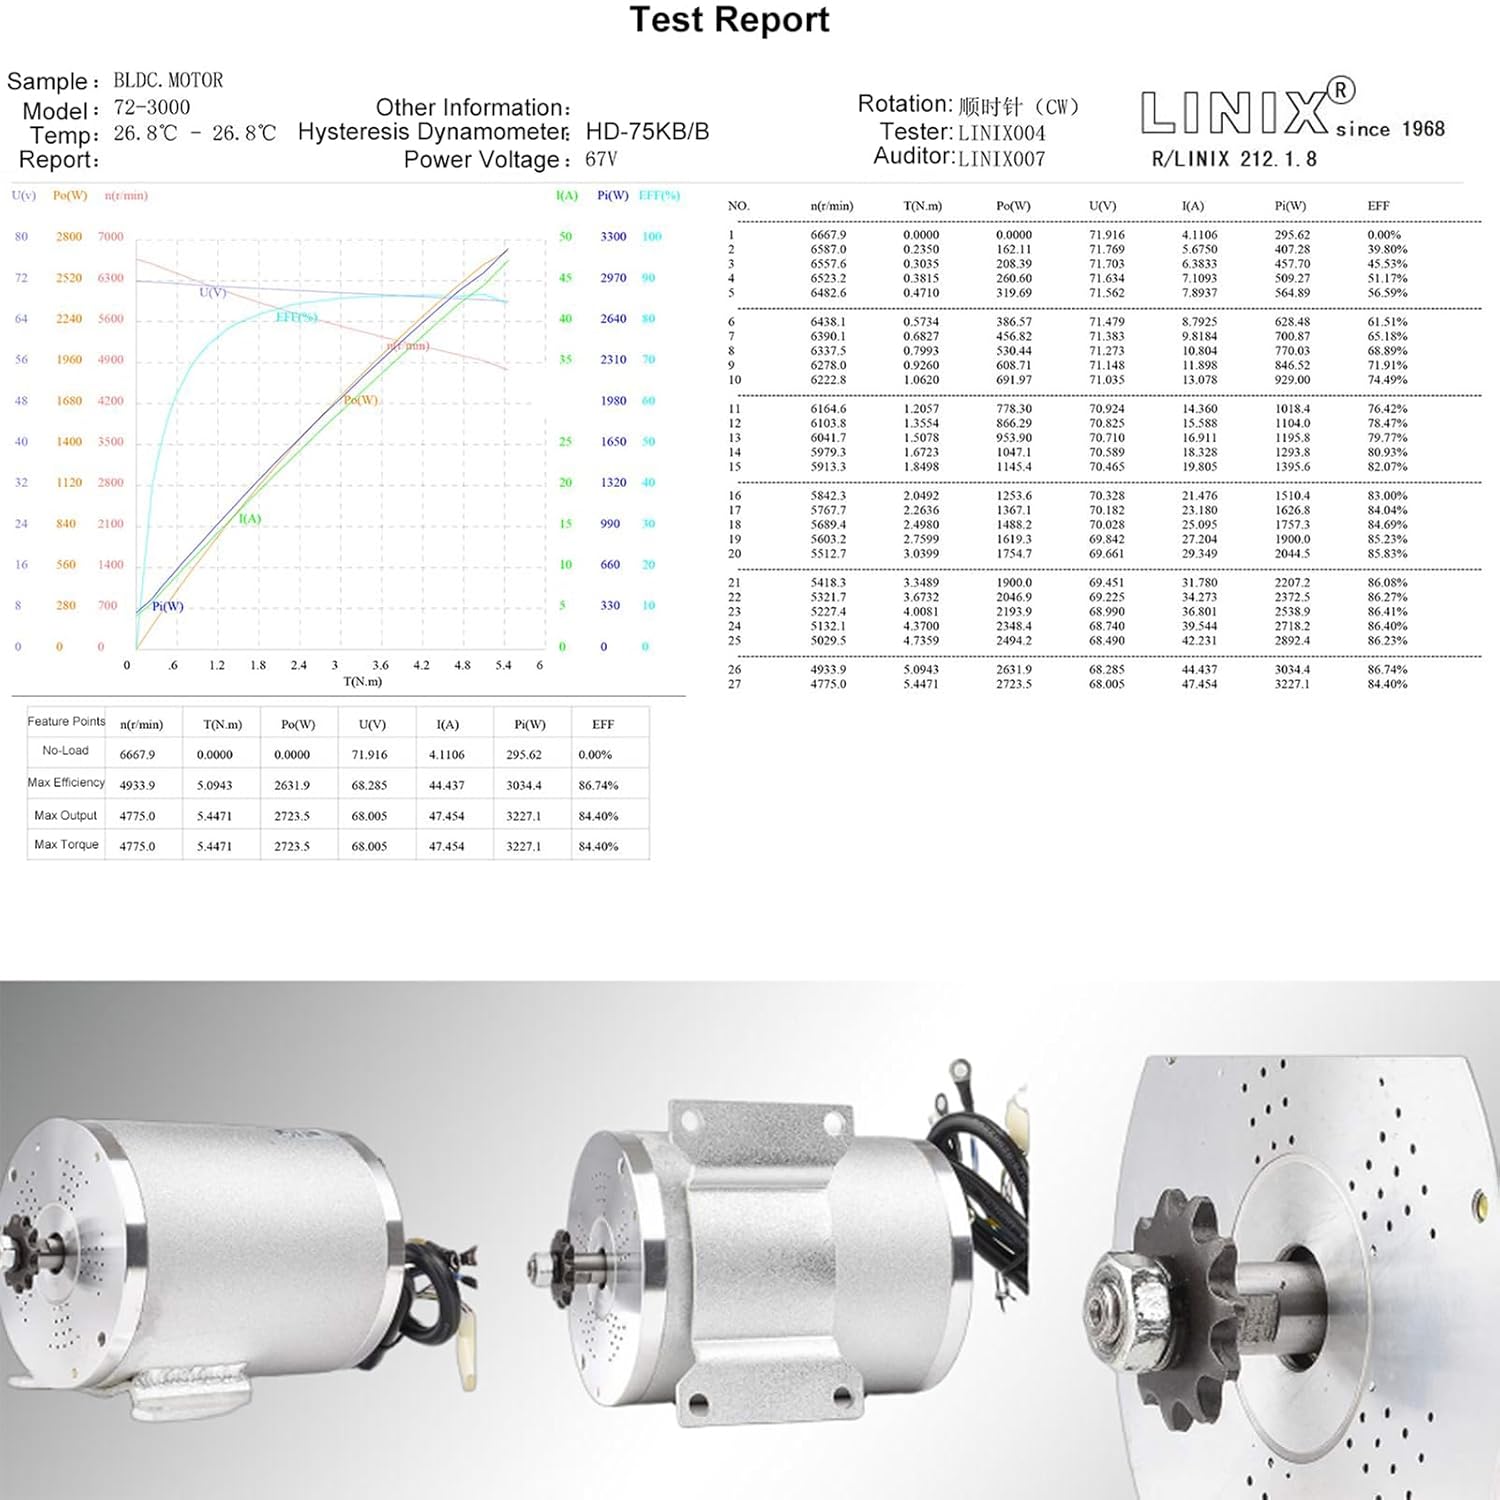 Test Report
Sample: BLDC.MOTOR
Model: 72-3000
Temp: 26.8℃ - 26.8℃
Report:
Other Information:
Hysteresis Dynamometer: HD-75KB/B
Power Voltage: 67V
Rotation: 顺时针（CW）
Tester: LINIX004
Auditor: LINIX007
LINIX® since 1968
R/LINIX 212.1.8
U(v) Po(W) n(r/min) I(A) Pi(W) EFF(%)
80 2800 7000 50 3300 100
72 2520 6300 45 2970 90
64 2240 5600 40 2640 80
56 1960 4900 35 2310 70
48 1680 4200 1980 60
40 1400 3500 25 1650 50
32 1120 2800 20 1320 40
24 840 2100 15 990 30
16 560 1400 10 660 20
8 280 700 5 330 10
0 0 0 0 0 0
U(V)
EFF(%)
n(r/min)
Po(W)
I(A)
Pi(W)
0 .6 1.2 1.8 2.4 3 3.6 4.2 4.8 5.4 6
T(N.m)
NO. n(r/min) T(N.m) Po(W) U(V) I(A) Pi(W) EFF
1 6667.9 0.0000 0.0000 71.916 4.1106 295.62 0.00%
2 6587.0 0.2350 162.11 71.769 5.6750 407.28 39.80%
3 6557.6 0.3035 208.39 71.703 6.3833 457.70 45.53%
4 6523.2 0.3815 260.60 71.634 7.1093 509.27 51.17%
5 6482.6 0.4710 319.69 71.562 7.8937 564.89 56.59%
6 6438.1 0.5734 386.57 71.479 8.7925 628.48 61.51%
7 6390.1 0.6827 456.82 71.383 9.8184 700.87 65.18%
8 6337.5 0.7993 530.44 71.273 10.804 770.03 68.89%
9 6278.0 0.9260 608.71 71.148 11.898 846.52 71.91%
10 6222.8 1.0620 691.97 71.035 13.078 929.00 74.49%
11 6164.6 1.2057 778.30 70.924 14.360 1018.4 76.42%
12 6103.8 1.3554 866.29 70.825 15.588 1104.0 78.47%
13 6041.7 1.5078 953.90 70.710 16.911 1195.8 79.77%
14 5979.3 1.6723 1047.1 70.589 18.328 1293.8 80.93%
15 5913.3 1.8498 1145.4 70.465 19.805 1395.6 82.07%
16 5842.3 2.0492 1253.6 70.328 21.476 1510.4 83.00%
17 5767.7 2.2636 1367.1 70.182 23.180 1626.8 84.04%
18 5689.4 2.4980 1488.2 70.028 25.095 1757.3 84.69%
19 5603.2 2.7599 1619.3 69.842 27.204 1900.0 85.23%
20 5512.7 3.0399 1754.7 69.661 29.349 2044.5 85.83%
21 5418.3 3.3489 1900.0 69.451 31.780 2207.2 86.08%
22 5321.7 3.6732 2046.9 69.225 34.273 2372.5 86.27%
23 5227.4 4.0081 2193.9 68.990 36.801 2538.9 86.41%
24 5132.1 4.3700 2348.4 68.740 39.544 2718.2 86.40%
25 5029.5 4.7359 2494.2 68.490 42.231 2892.4 86.23%
26 4933.9 5.0943 2631.9 68.285 44.437 3034.4 86.74%
27 4775.0 5.4471 2723.5 68.005 47.454 3227.1 84.40%
Feature Points n(r/min) T(N.m) Po(W) U(V) I(A) Pi(W) EFF
No-Load 6667.9 0.0000 0.0000 71.916 4.1106 295.62 0.00%
Max Efficiency 4933.9 5.0943 2631.9 68.285 44.437 3034.4 86.74%
Max Output 4775.0 5.4471 2723.5 68.005 47.454 3227.1 84.40%
Max Torque 4775.0 5.4471 2723.5 68.005 47.454 3227.1 84.40%